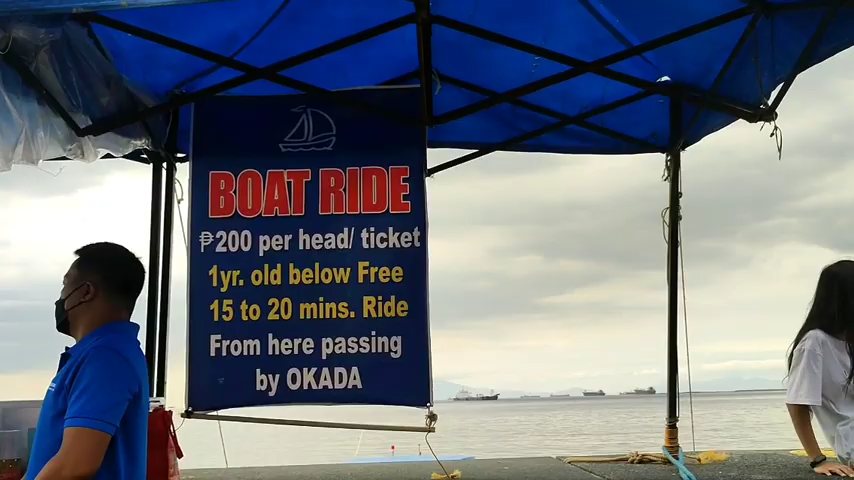 BOAT RIDE
₱200 per head/ ticket
1yr. old below Free
15 to 20 mins. Ride
From here passing
by OKADA